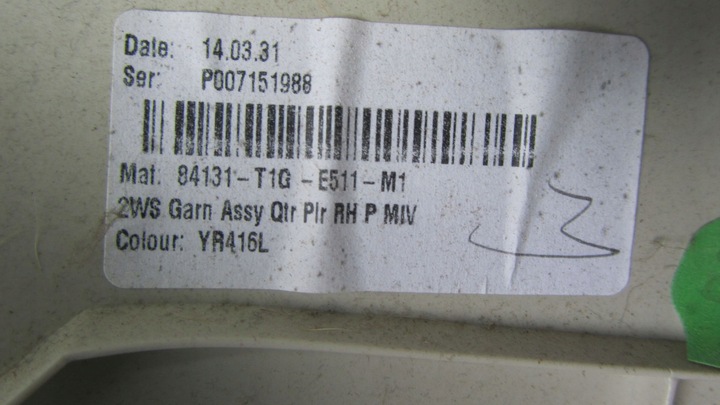 Date: 14.03.31
Ser: P007151988
Mat: 84131-T1G -E511-M1
2WS Garn Assy Qtr Plr RH P MIV
Colour: YR416L